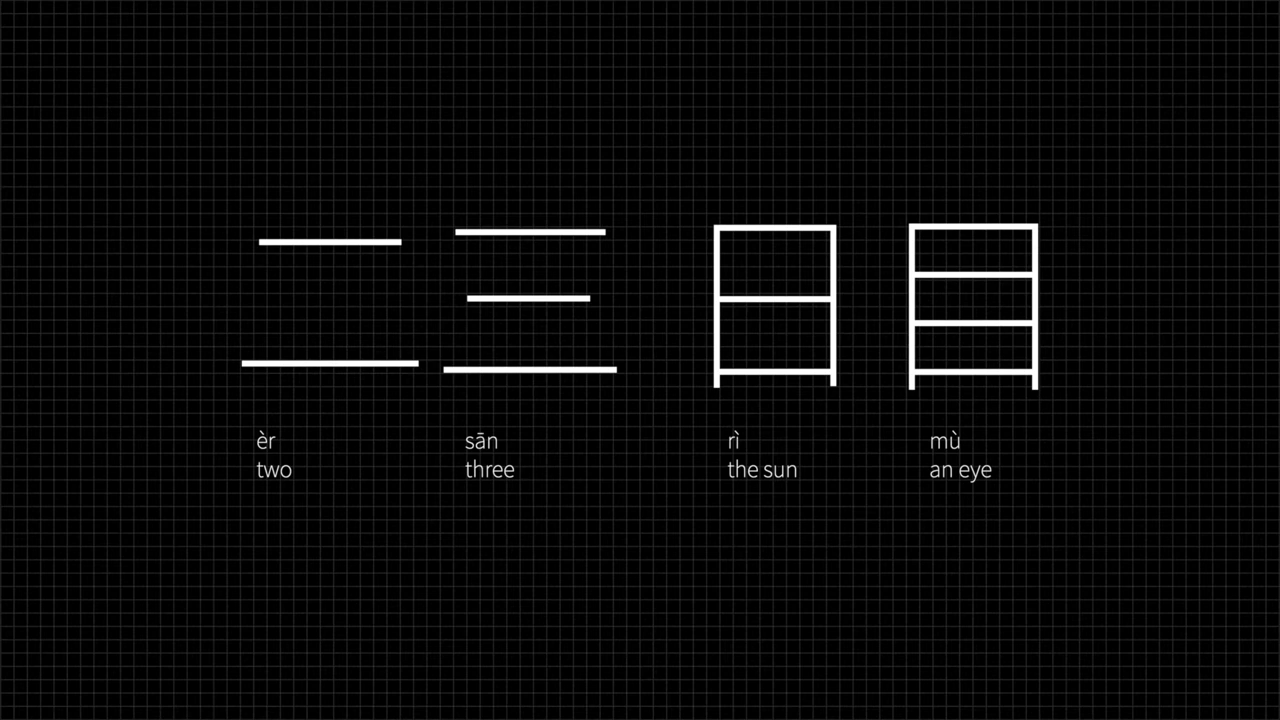 二 三 日 目
èr sān rì mù
two three the sun an eye